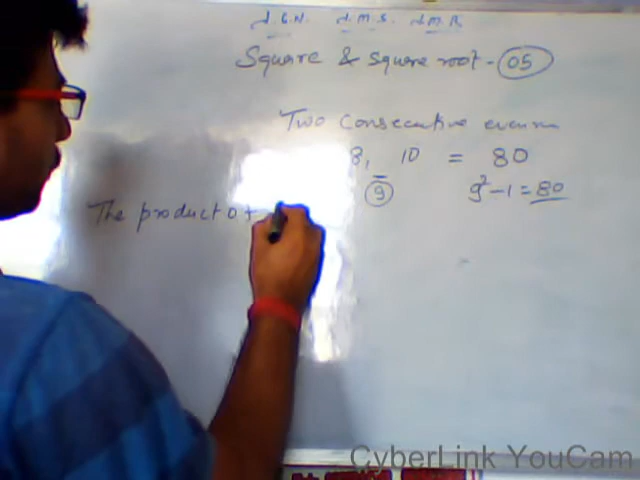 Square & square root - 05
Two consecutive even no
8, 10 = 80
9 9² - 1 = 80
The product of
CyberLink YouCam